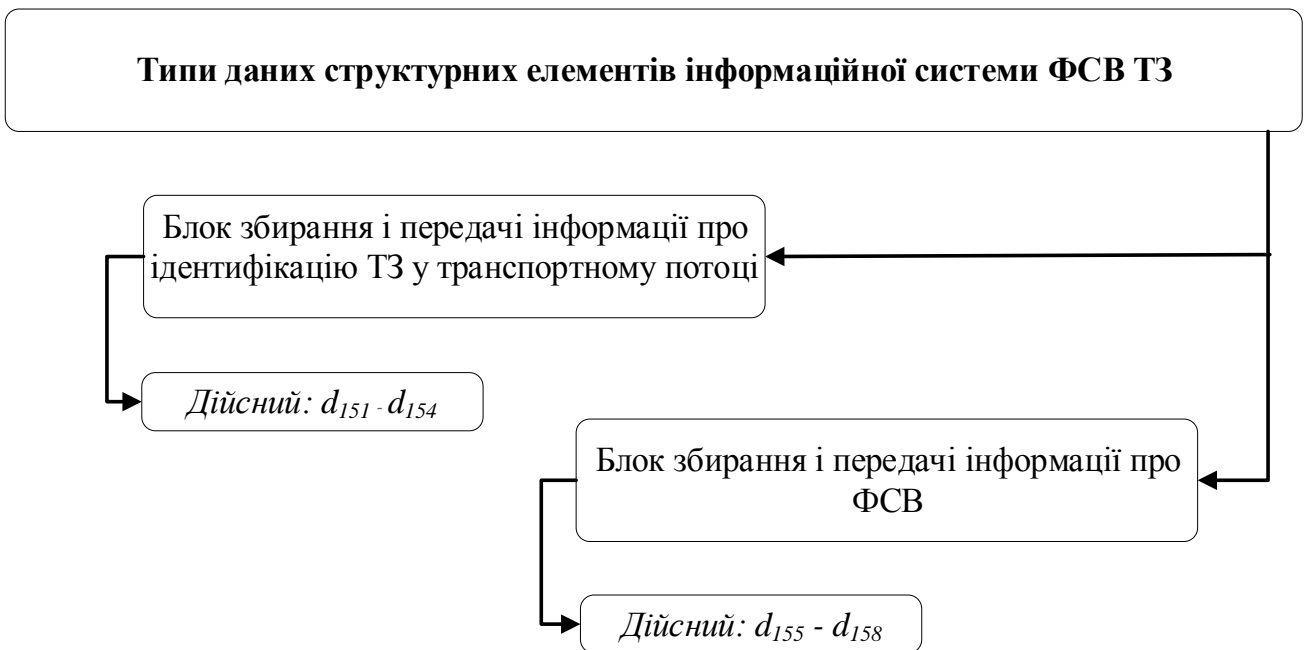 Типи даних структурних елементів інформаційної системи ФСВ ТЗ
Блок збирання і передачі інформації про
ідентифікацію ТЗ у транспортному потоці
Дійсний: d151 - d154
Блок збирання і передачі інформації про
ФСВ
Дійсний: d155 - d158